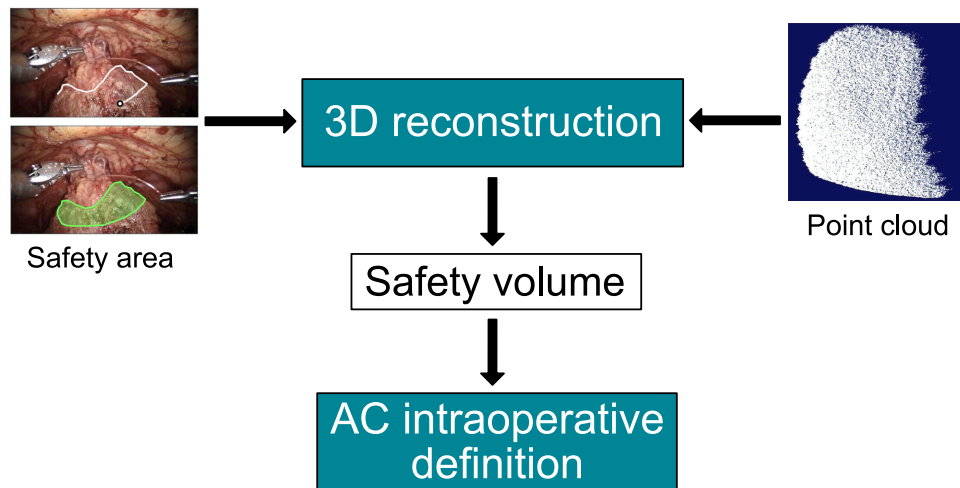 3D reconstruction
Safety area
Point cloud
Safety volume
AC intraoperative
definition